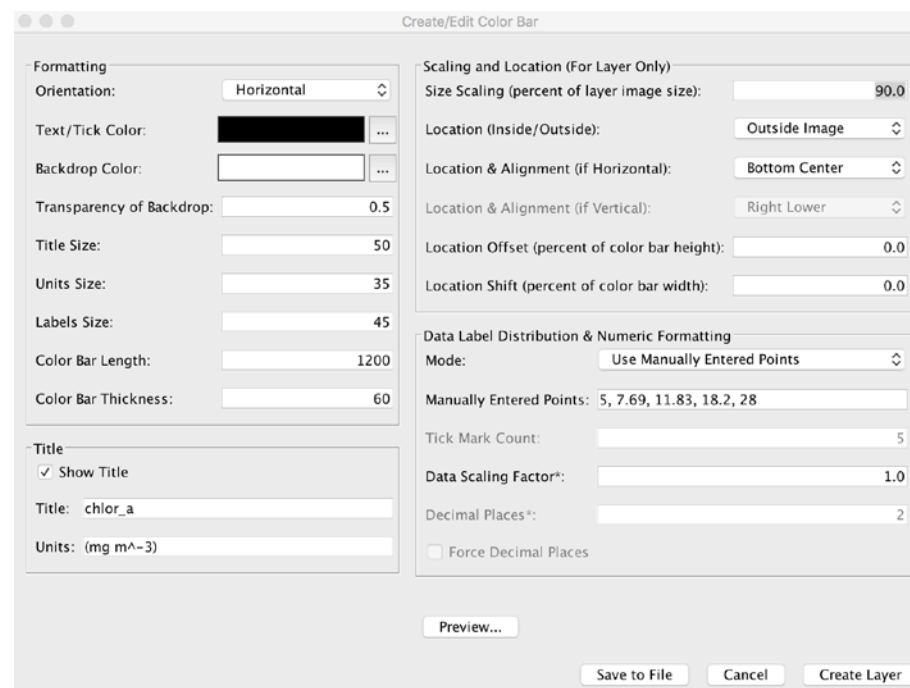 Create/Edit Color Bar
Formatting
Orientation: Horizontal
Text/Tick Color: ...
Backdrop Color: ...
Transparency of Backdrop: 0.5
Title Size: 50
Units Size: 35
Labels Size: 45
Color Bar Length: 1200
Color Bar Thickness: 60
Title
Show Title
Title: chlor_a
Units: (mg m^-3)
Scaling and Location (For Layer Only)
Size Scaling (percent of layer image size): 90.0
Location (Inside/Outside): Outside Image
Location & Alignment (if Horizontal): Bottom Center
Location & Alignment (if Vertical): Right Lower
Location Offset (percent of color bar height): 0.0
Location Shift (percent of color bar width): 0.0
Data Label Distribution & Numeric Formatting
Mode: Use Manually Entered Points
Manually Entered Points: 5, 7.69, 11.83, 18.2, 28
Tick Mark Count: 5
Data Scaling Factor*: 1.0
Decimal Places*: 2
Force Decimal Places
Preview...
Save to File Cancel Create Layer